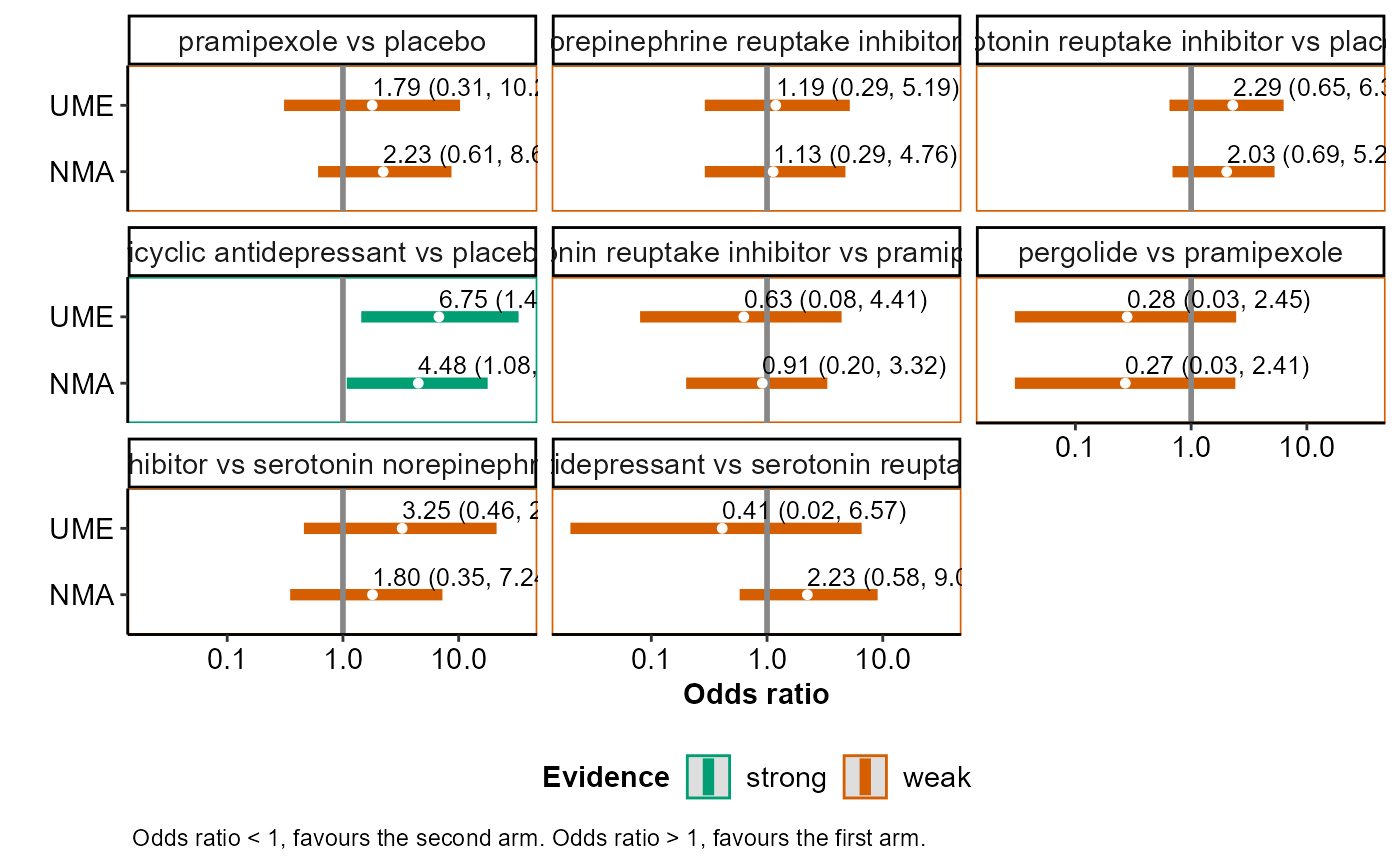 pramipexole vs placebo
norepinephrine reuptake inhibitor
otonin reuptake inhibitor vs plac
UME
1.79 (0.31, 10.2
1.19 (0.29, 5.19)
2.29 (0.65, 6.3
NMA
2.23 (0.61, 8.6
1.13 (0.29, 4.76)
2.03 (0.69, 5.2
icyclic antidepressant vs placeb
onin reuptake inhibitor vs pramip
pergolide vs pramipexole
UME
6.75 (1.4
0.63 (0.08, 4.41)
0.28 (0.03, 2.45)
NMA
4.48 (1.08,
0.91 (0.20, 3.32)
0.27 (0.03, 2.41)
0.1 1.0 10.0
hibitor vs serotonin norepinephr
idepressant vs serotonin reupta
UME
3.25 (0.46, 2
0.41 (0.02, 6.57)
NMA
1.80 (0.35, 7.24
2.23 (0.58, 9.0
0.1 1.0 10.0
0.1 1.0 10.0
Odds ratio
Evidence strong weak
Odds ratio < 1, favours the second arm. Odds ratio > 1, favours the first arm.